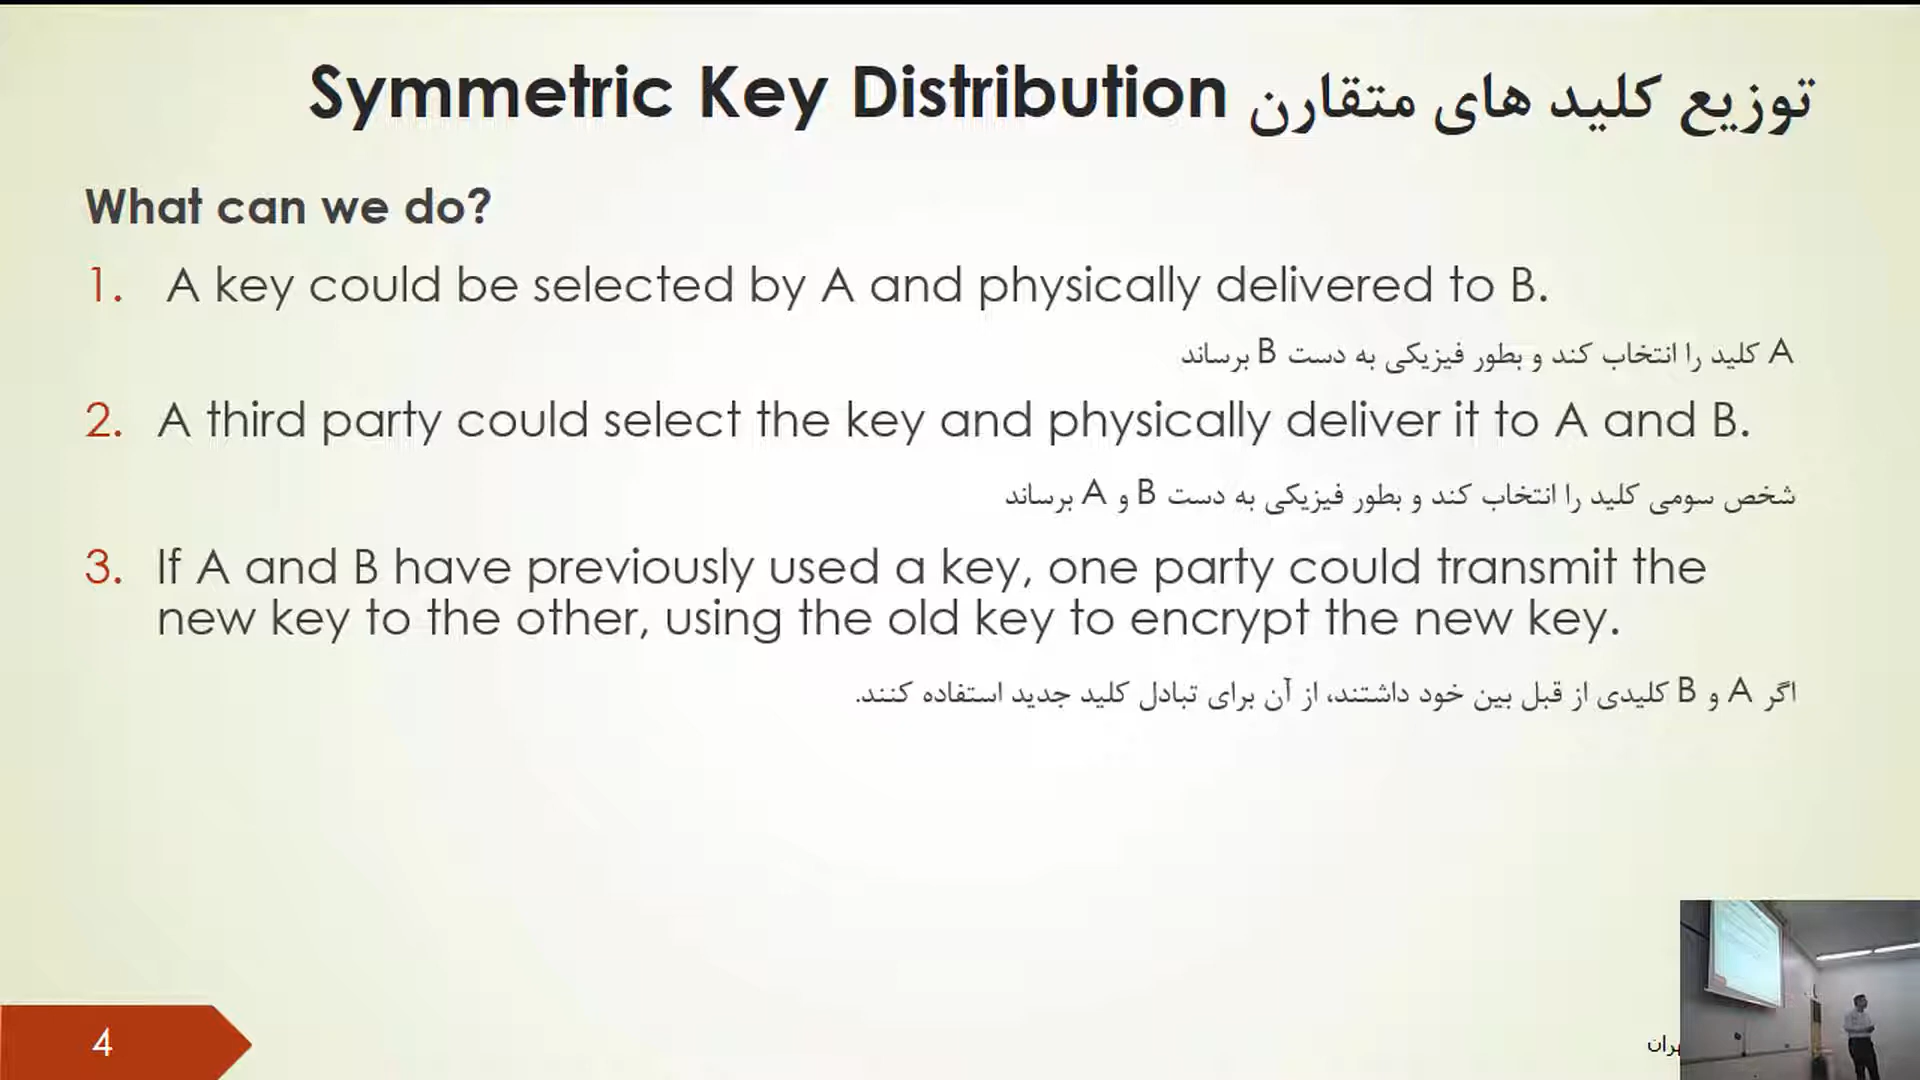 توزیع کلید های متقارن Symmetric Key Distribution
What can we do?
1. A key could be selected by A and physically delivered to B.
A کلید را انتخاب کند و بطور فیزیکی به دست B برساند
2. A third party could select the key and physically deliver it to A and B.
شخص سومی کلید را انتخاب کند و بطور فیزیکی به دست B و A برساند
3. If A and B have previously used a key, one party could transmit the
new key to the other, using the old key to encrypt the new key.
اگر A و B کلیدی از قبل بین خود داشتند، از آن برای تبادل کلید جدید استفاده کنند.
4